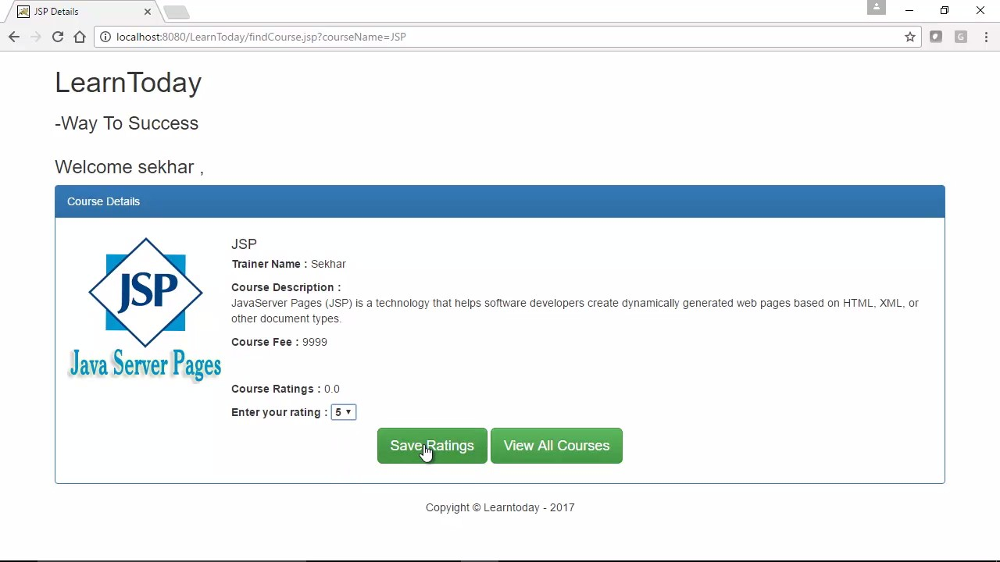 JSP Details
localhost:8080/LearnToday/findCourse.jsp?courseName=JSP
G
LearnToday
-Way To Success
Welcome sekhar ,
Course Details
JSP
Java Server Pages
JSP
Trainer Name : Sekhar
Course Description :
JavaServer Pages (JSP) is a technology that helps software developers create dynamically generated web pages based on HTML, XML, or
other document types.
Course Fee : 9999
Course Ratings : 0.0
Enter your rating : 5
Save Ratings View All Courses
Copyight © Learntoday - 2017